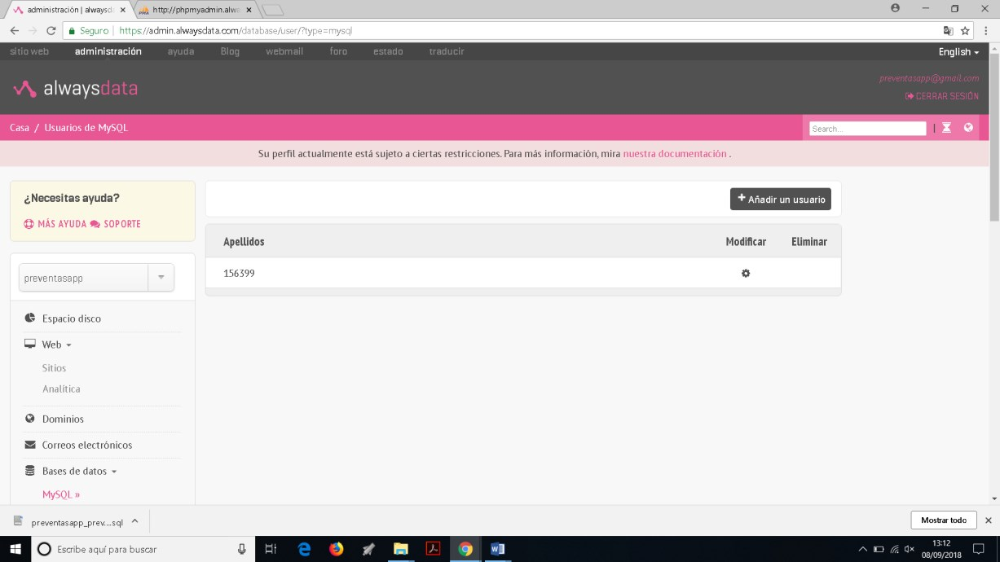 administración | alwaysd
http://phpmyadmin.alwa
Seguro | https://admin.alwaysdata.com/database/user/?type=mysql
sitio web administración ayuda Blog webmail foro estado traducir English
alwaysdata
preventasapp@gmail.com
CERRAR SESIÓN
Casa / Usuarios de MySQL
Search...
Su perfil actualmente está sujeto a ciertas restricciones. Para más información, mira nuestra documentación .
¿Necesitas ayuda?
MÁS AYUDA SOPORTE
+ Añadir un usuario
Apellidos Modificar Eliminar
156399
preventasapp
Espacio disco
Web
Sitios
Analítica
Dominios
Correos electrónicos
Bases de datos
MySQL »
preventasapp_prev....sql
Mostrar todo
Escribe aquí para buscar
13:12
08/09/2018